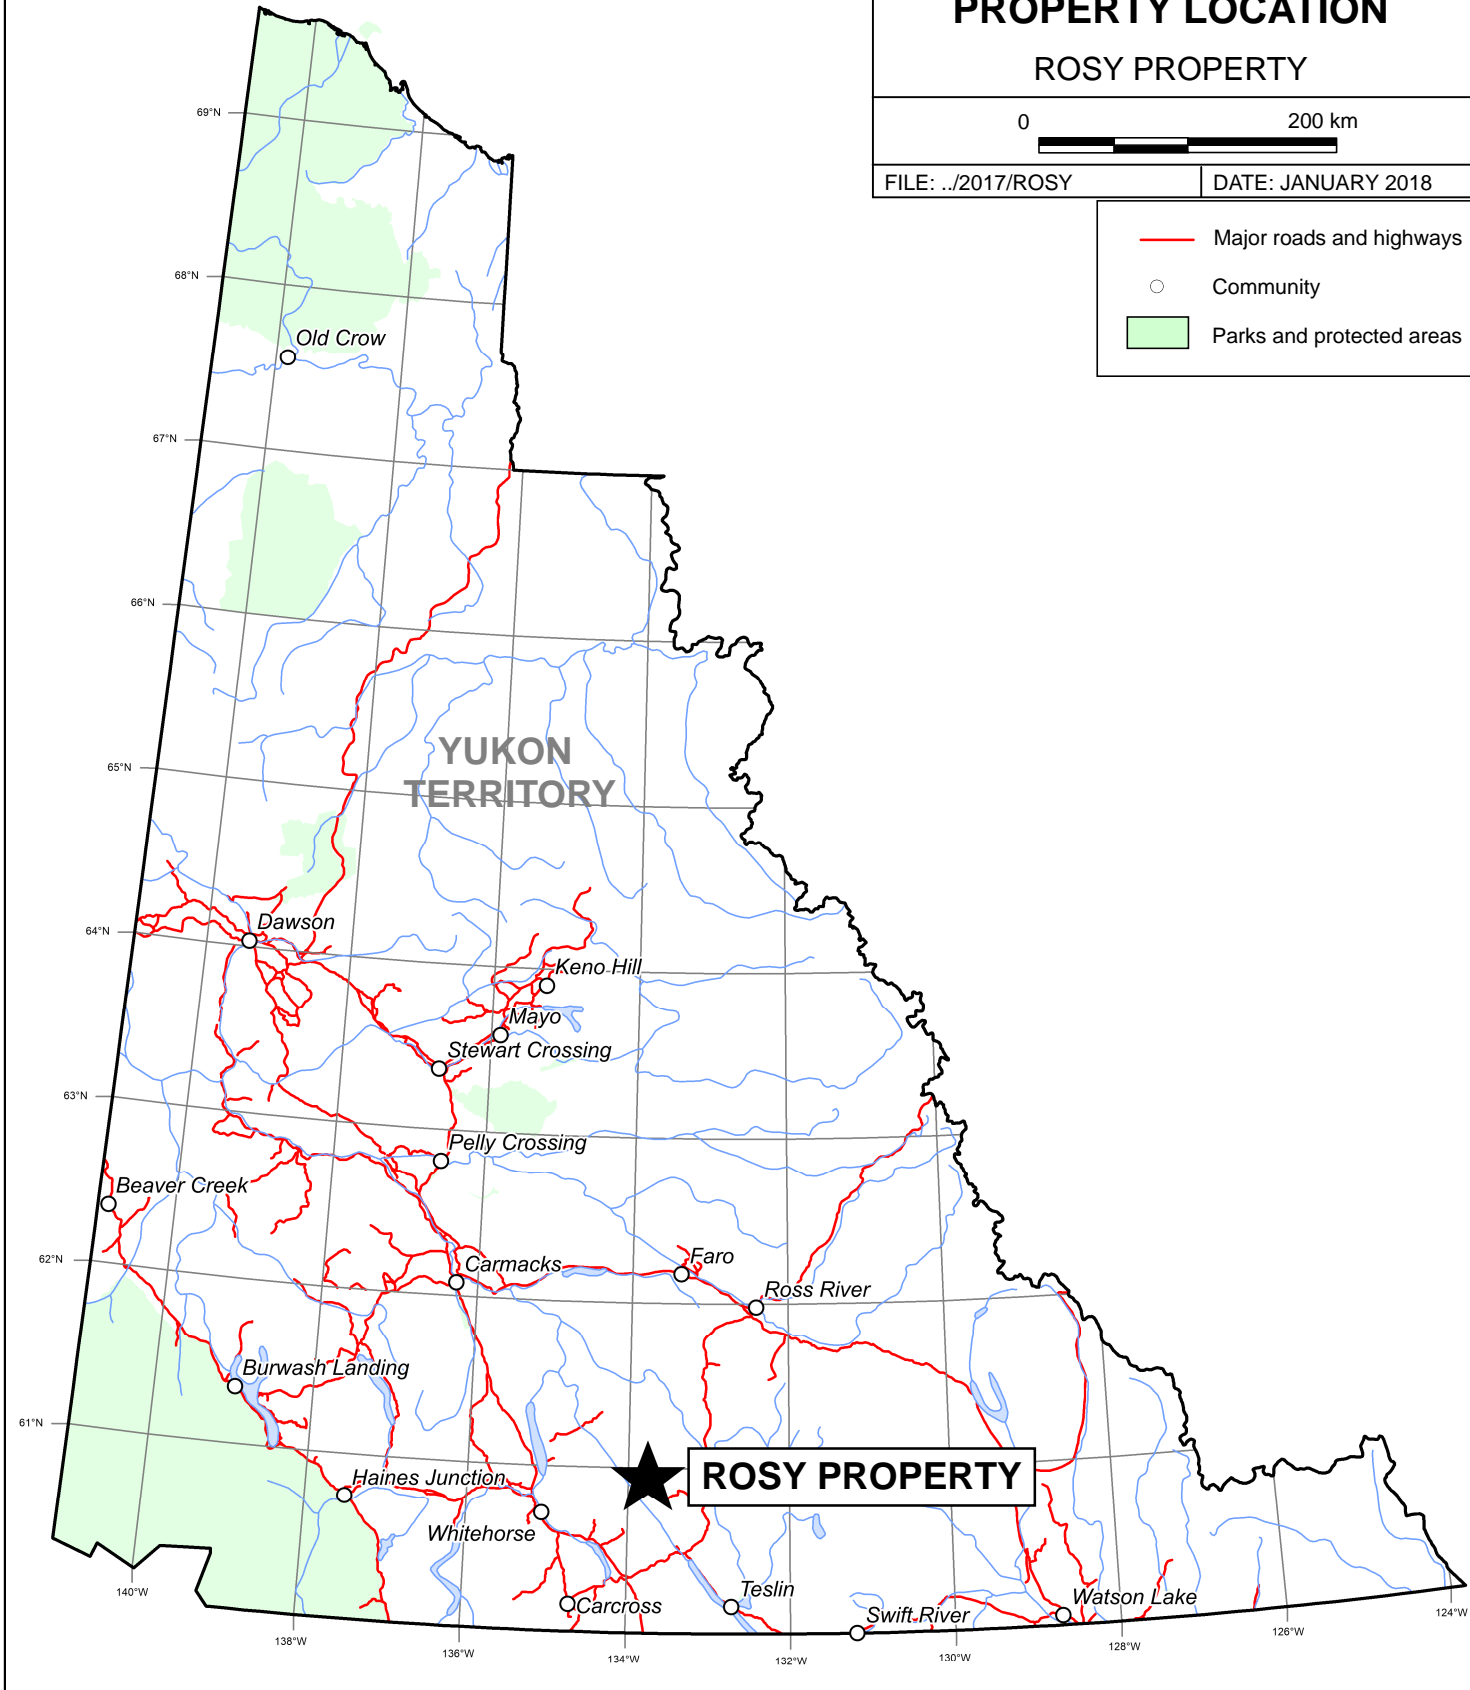 PROPERTY LOCATION
ROSY PROPERTY
0 200 km
FILE: ../2017/ROSY DATE: JANUARY 2018
Major roads and highways
Community
Parks and protected areas
69°N
68°N
Old Crow
67°N
66°N
YUKON
TERRITORY
65°N
Dawson
64°N
Keno Hill
Mayo
Stewart Crossing
63°N
Pelly Crossing
Beaver Creek
62°N
Carmacks
Faro
Ross River
Burwash Landing
61°N
ROSY PROPERTY
Haines Junction
Whitehorse
Teslin
Carcross
Swift River
Watson Lake
140°W
138°W
136°W
134°W
132°W
130°W
128°W
126°W
124°W